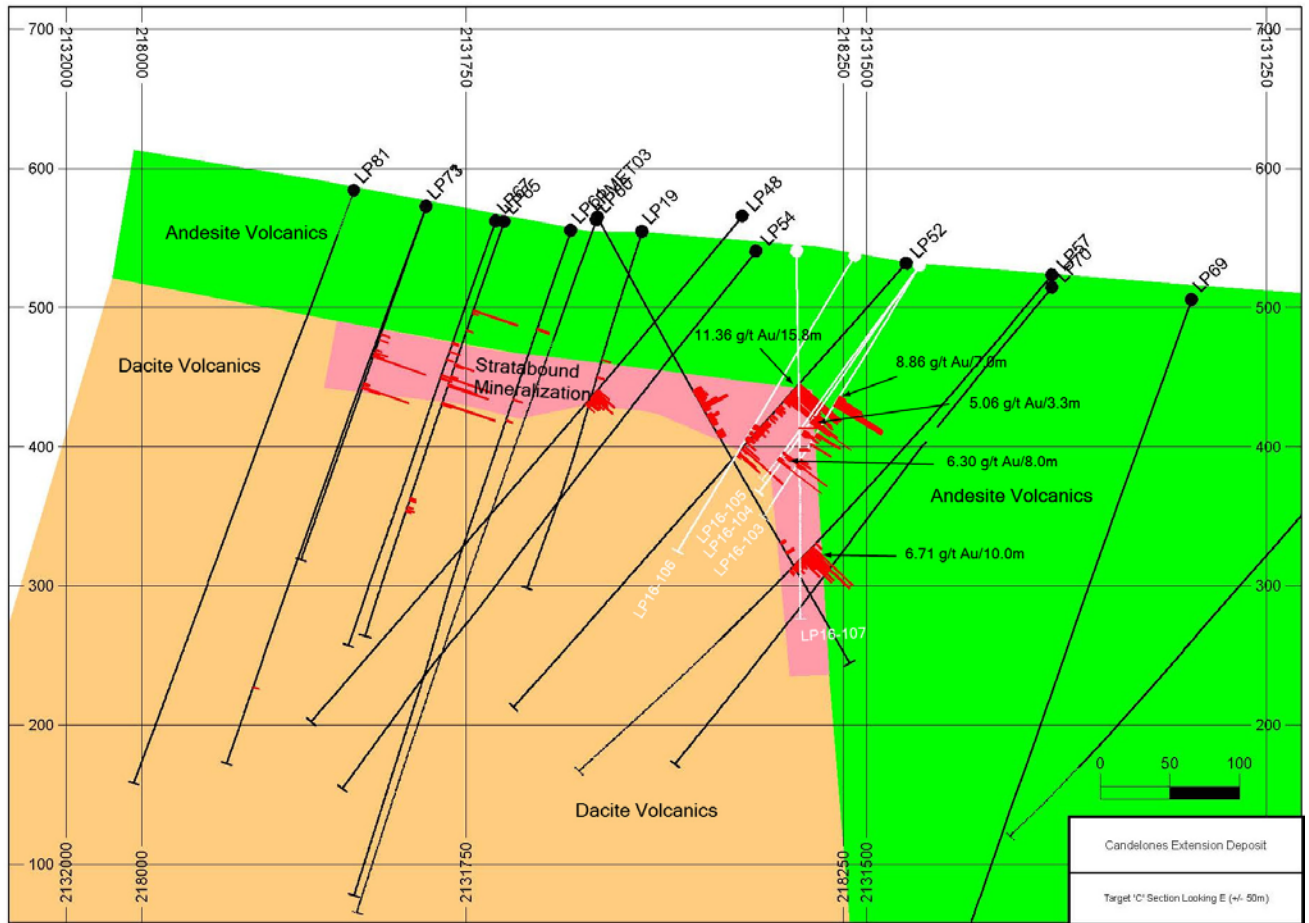 700
2132000
218000
2131750
218250
2131500
700
2131250
600
LP81
LP73
LP67
LP65
LP19
LP48
LP54
LP52
LP57
LP70
LP69
600
Andesite Volcanics
500
500
11.36 g/t Au/15.8m
8.86 g/t Au/7.0m
Dacite Volcanics
Stratabound
Mineralization
5.06 g/t Au/3.3m
400
400
6.30 g/t Au/8.0m
Andesite Volcanics
LP16-105
LP16-104
LP16-103
LP16-106
6.71 g/t Au/10.0m
300
300
LP16-107
200
200
0 50 100
Dacite Volcanics
100
2132000
218000
2131750
218250
2131500
Candelones Extension Deposit
Target 'C' Section Looking E (+/- 50m)